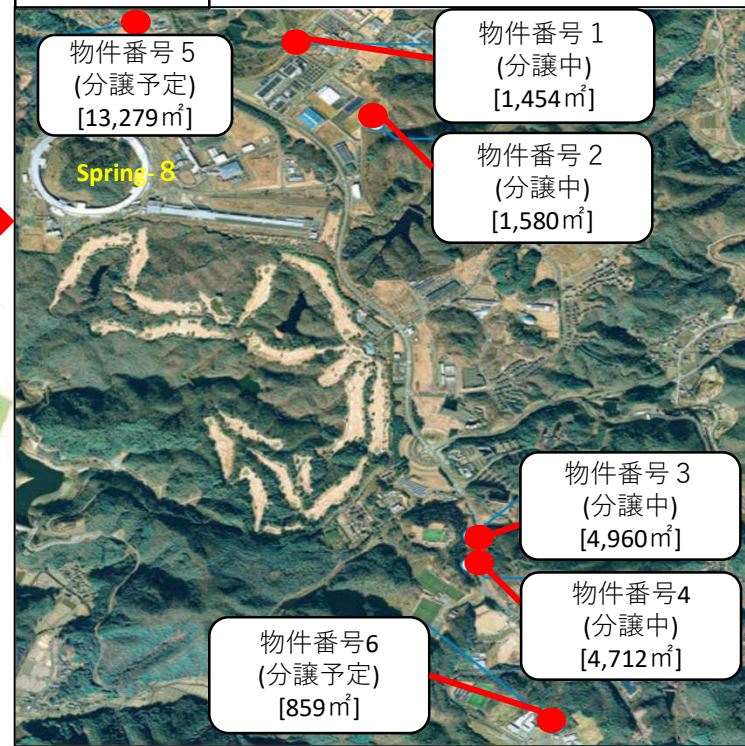 物件番号５
(分譲予定)
[13,279㎡]
物件番号１
(分譲中)
[1,454㎡]
物件番号２
(分譲中)
[1,580㎡]
Spring-８
物件番号３
(分譲中)
[4,960㎡]
物件番号4
(分譲中)
[4,712㎡]
物件番号6
(分譲予定)
[859㎡]